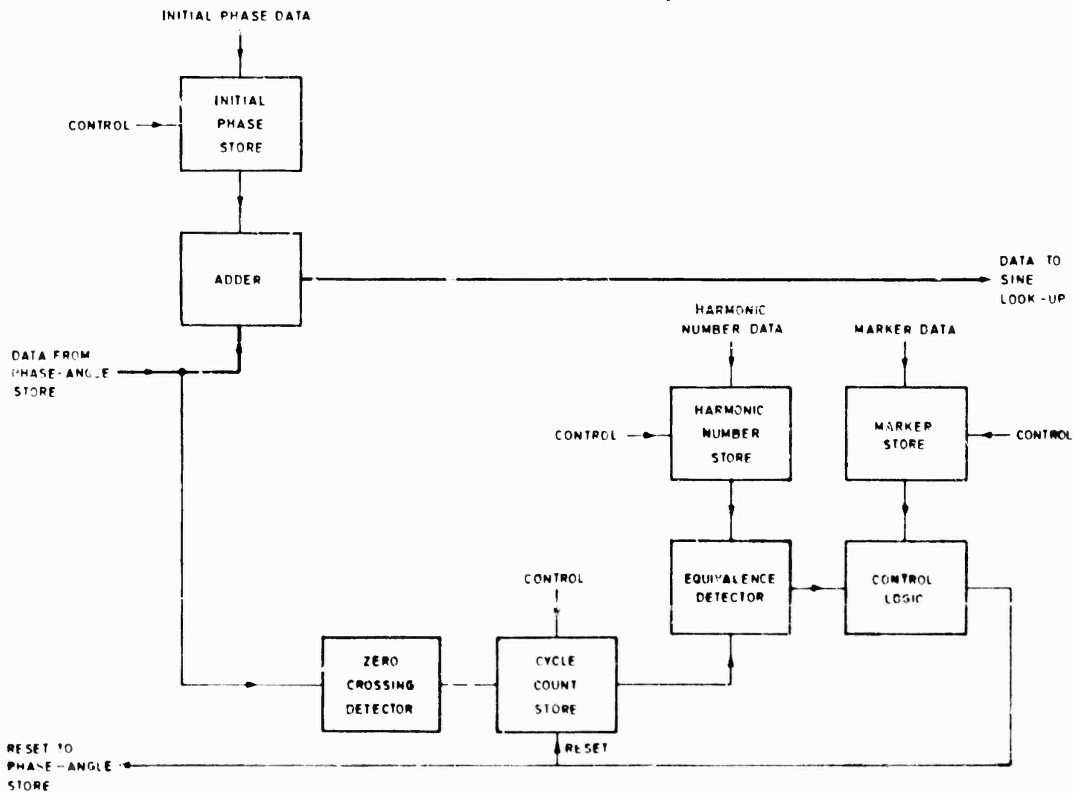 INITIAL PHASE DATA
INITIAL
PHASE
STORE
CONTROL
ADDER
DATA TO
SINE
LOOK-UP
DATA FROM
PHASE-ANGLE
STORE
HARMONIC
NUMBER DATA
MARKER DATA
CONTROL
HARMONIC
NUMBER
STORE
MARKER
STORE
CONTROL
CONTROL
EQUIVALENCE
DETECTOR
CONTROL
LOGIC
ZERO
CROSSING
DETECTOR
CYCLE
COUNT
STORE
RESET
RESET TO
PHASE-ANGLE
STORE